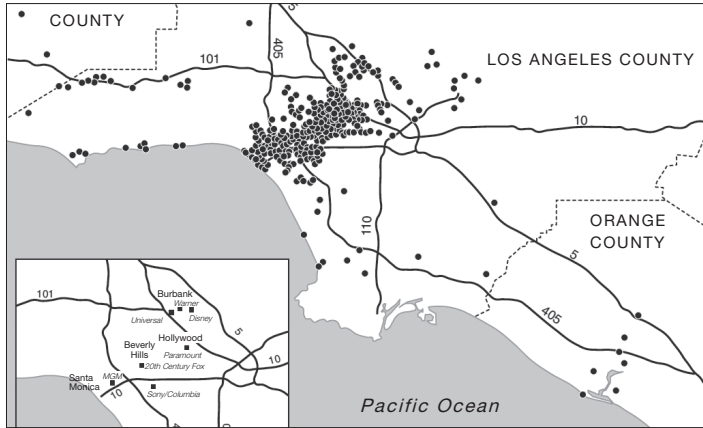 COUNTY
5
405
101
LOS ANGELES COUNTY
10
110
ORANGE
COUNTY
5
405
101
Burbank
Warner
Universal
Disney
5
Hollywood
Paramount
Beverly
Hills
20th Century Fox
10
Santa
Monica
MGM
10
Sony/Columbia
Pacific Ocean